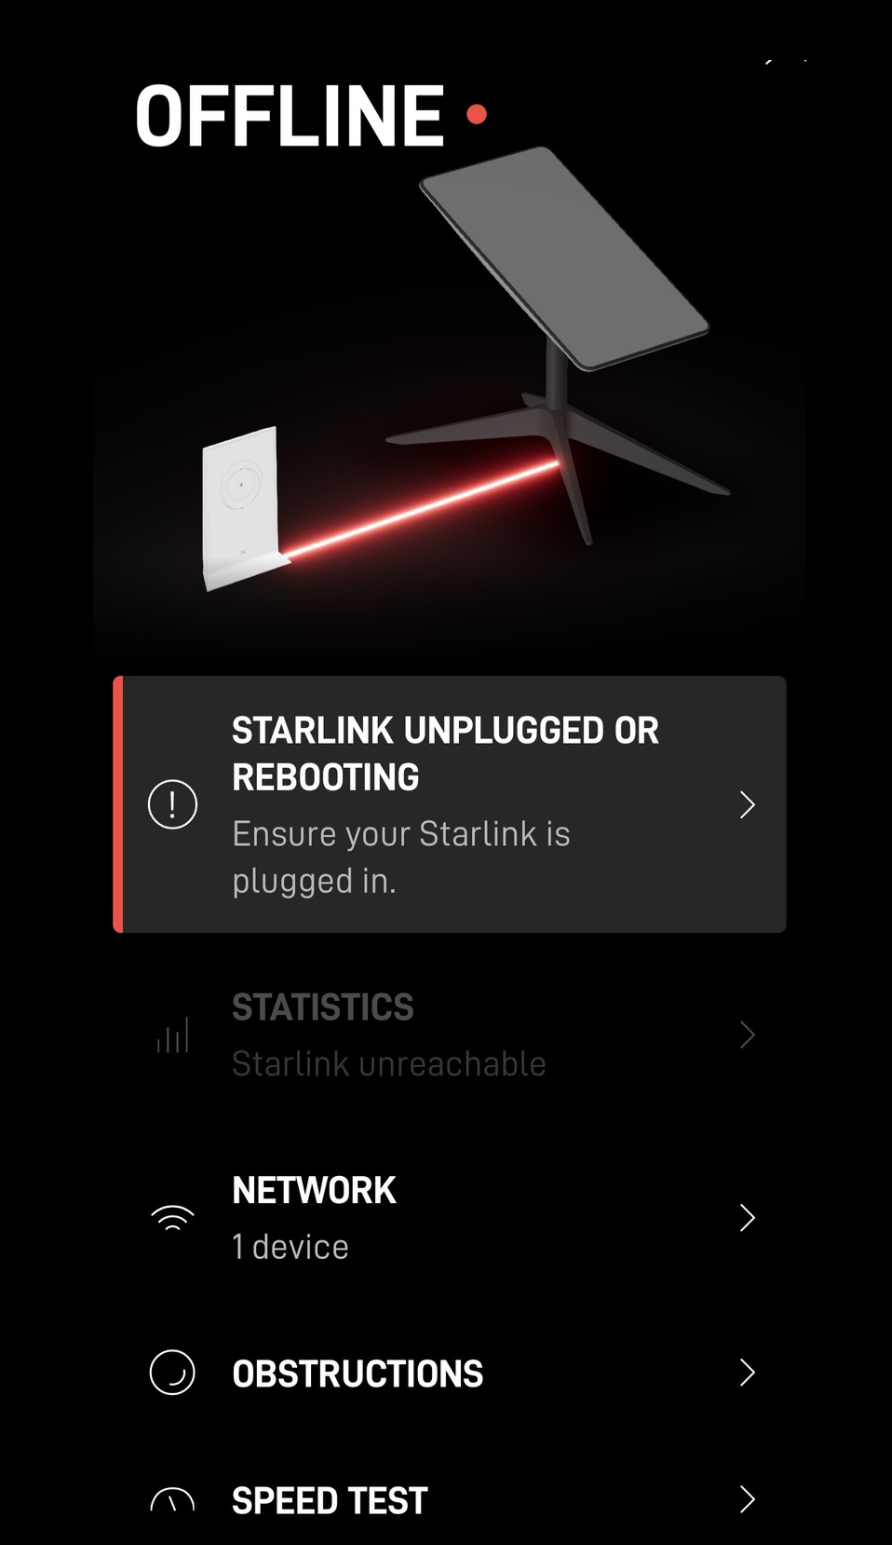 OFFLINE
STARLINK UNPLUGGED OR
REBOOTING
Ensure your Starlink is
plugged in.
STATISTICS
Starlink unreachable
NETWORK
1 device
OBSTRUCTIONS
SPEED TEST